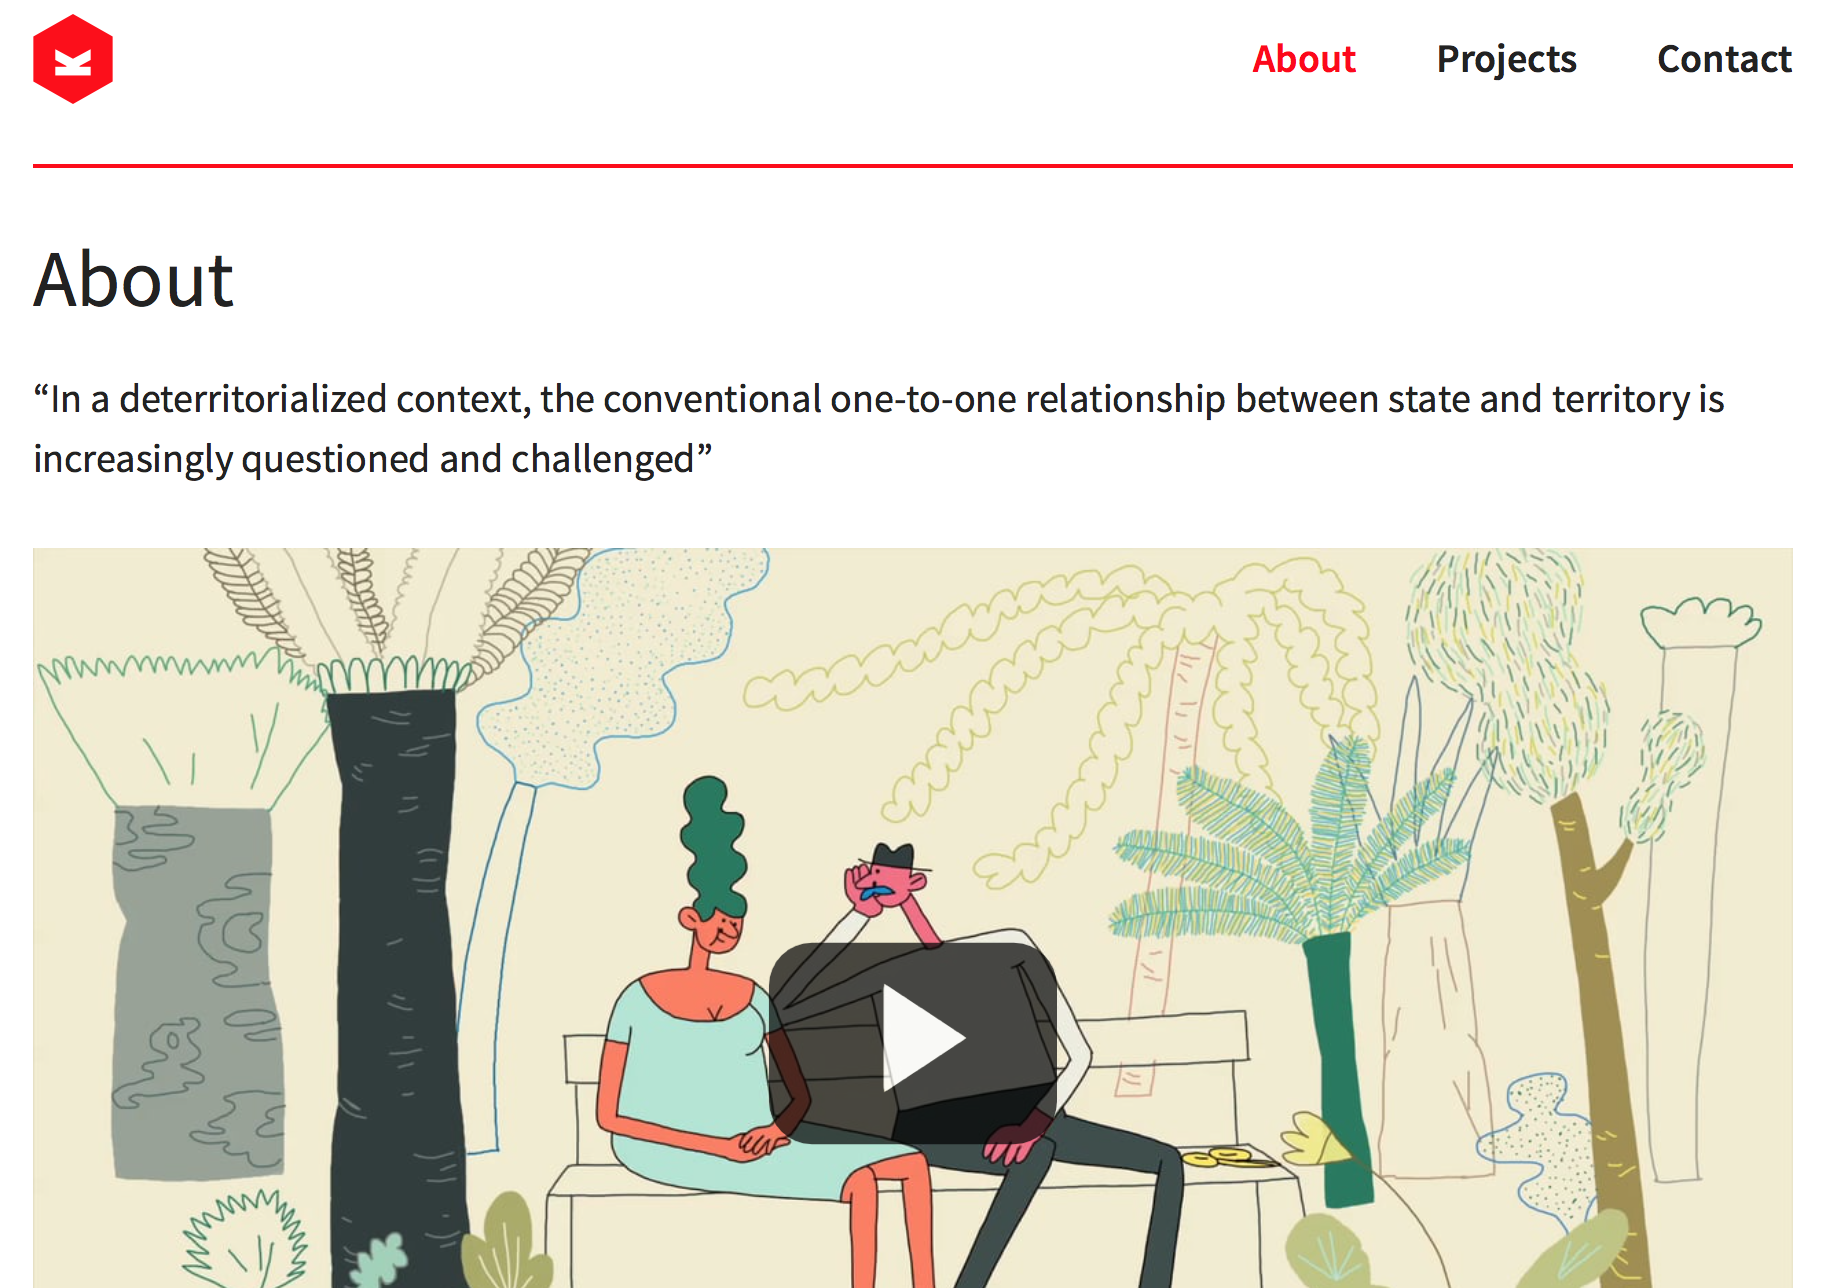 About
Projects
Contact
About
“In a deterritorialized context, the conventional one-to-one relationship between state and territory is
increasingly questioned and challenged”